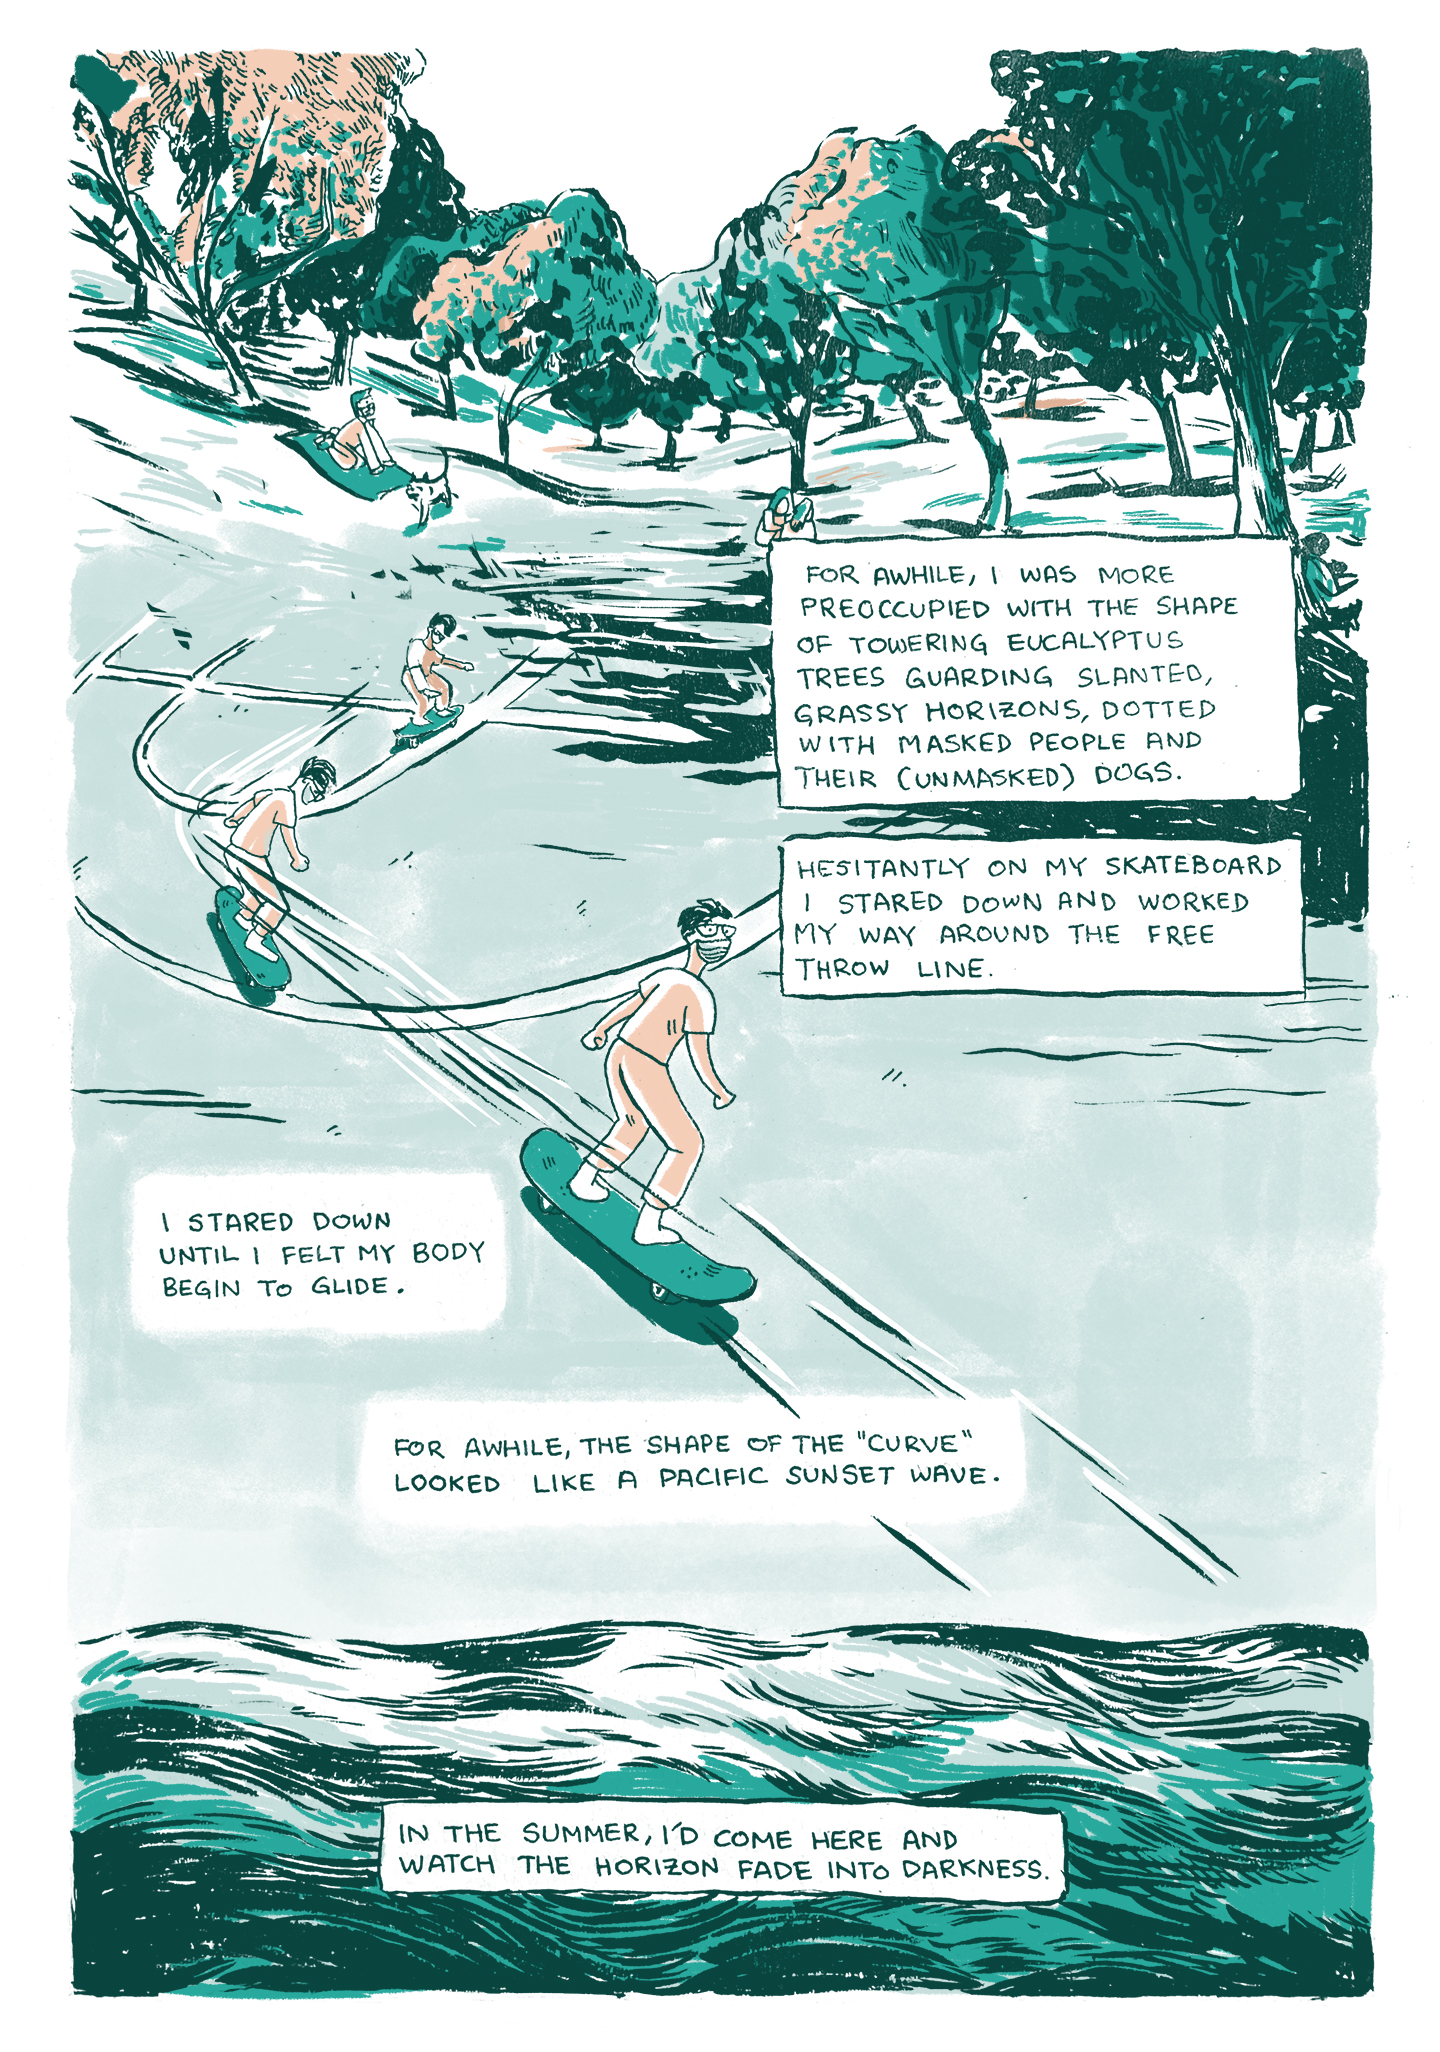 FOR AWHILE, I WAS MORE
PREOCCUPIED WITH THE SHAPE
OF TOWERING EUCALYPTUS
TREES GUARDING SLANTED,
GRASSY HORIZONS, DOTTED
WITH MASKED PEOPLE AND
THEIR (UNMASKED) DOGS.
HESITANTLY ON MY SKATEBOARD
I STARED DOWN AND WORKED
MY WAY AROUND THE FREE
THROW LINE.
I STARED DOWN
UNTIL I FELT MY BODY
BEGIN TO GLIDE.
FOR AWHILE, THE SHAPE OF THE "CURVE"
LOOKED LIKE A PACIFIC SUNSET WAVE.
IN THE SUMMER, I'D COME HERE AND
WATCH THE HORIZON FADE INTO DARKNESS.